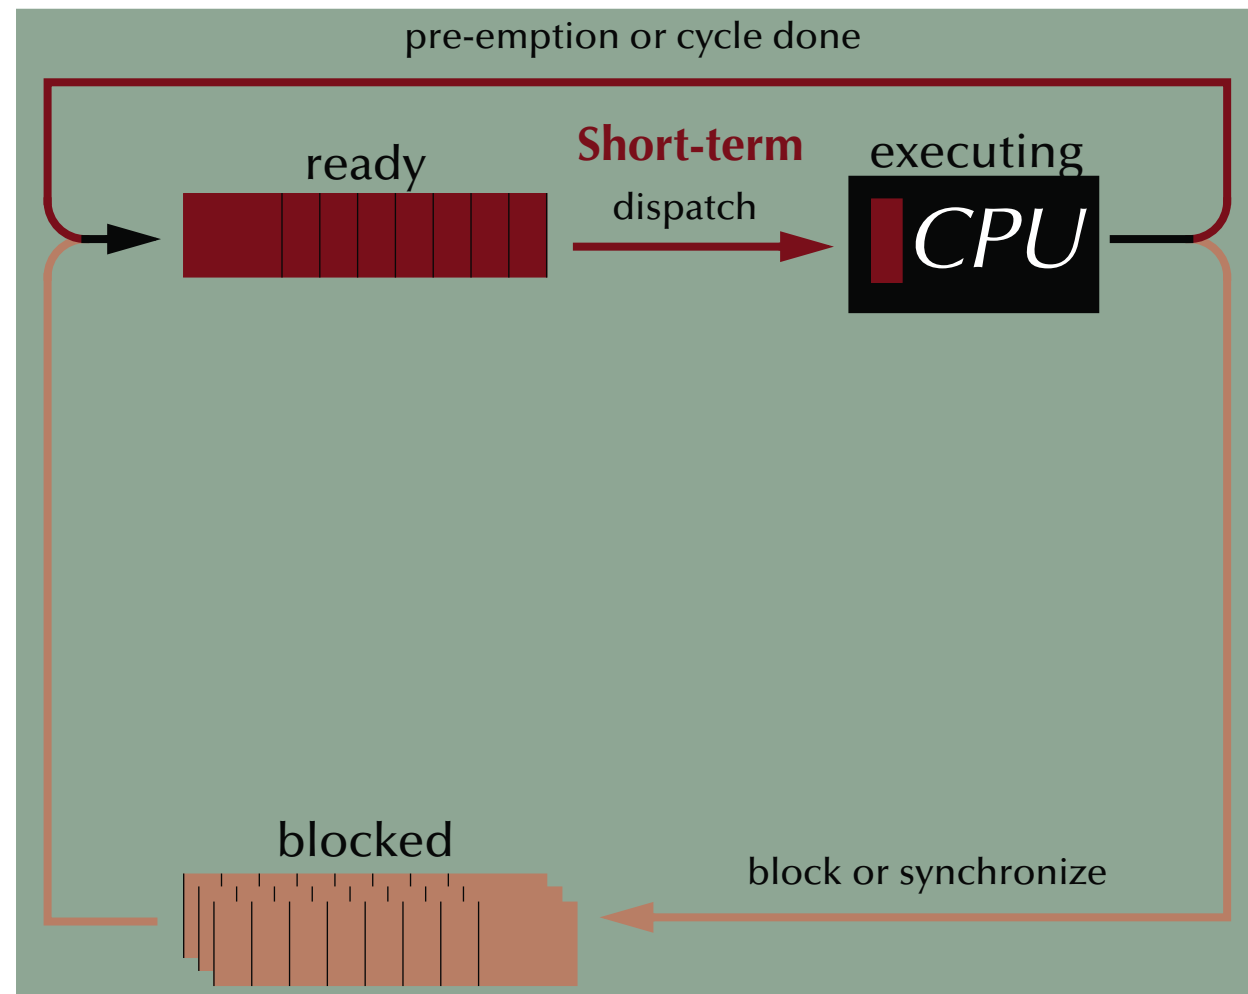 pre-emption or cycle done
ready
Short-term
dispatch
executing
CPU
blocked
block or synchronize